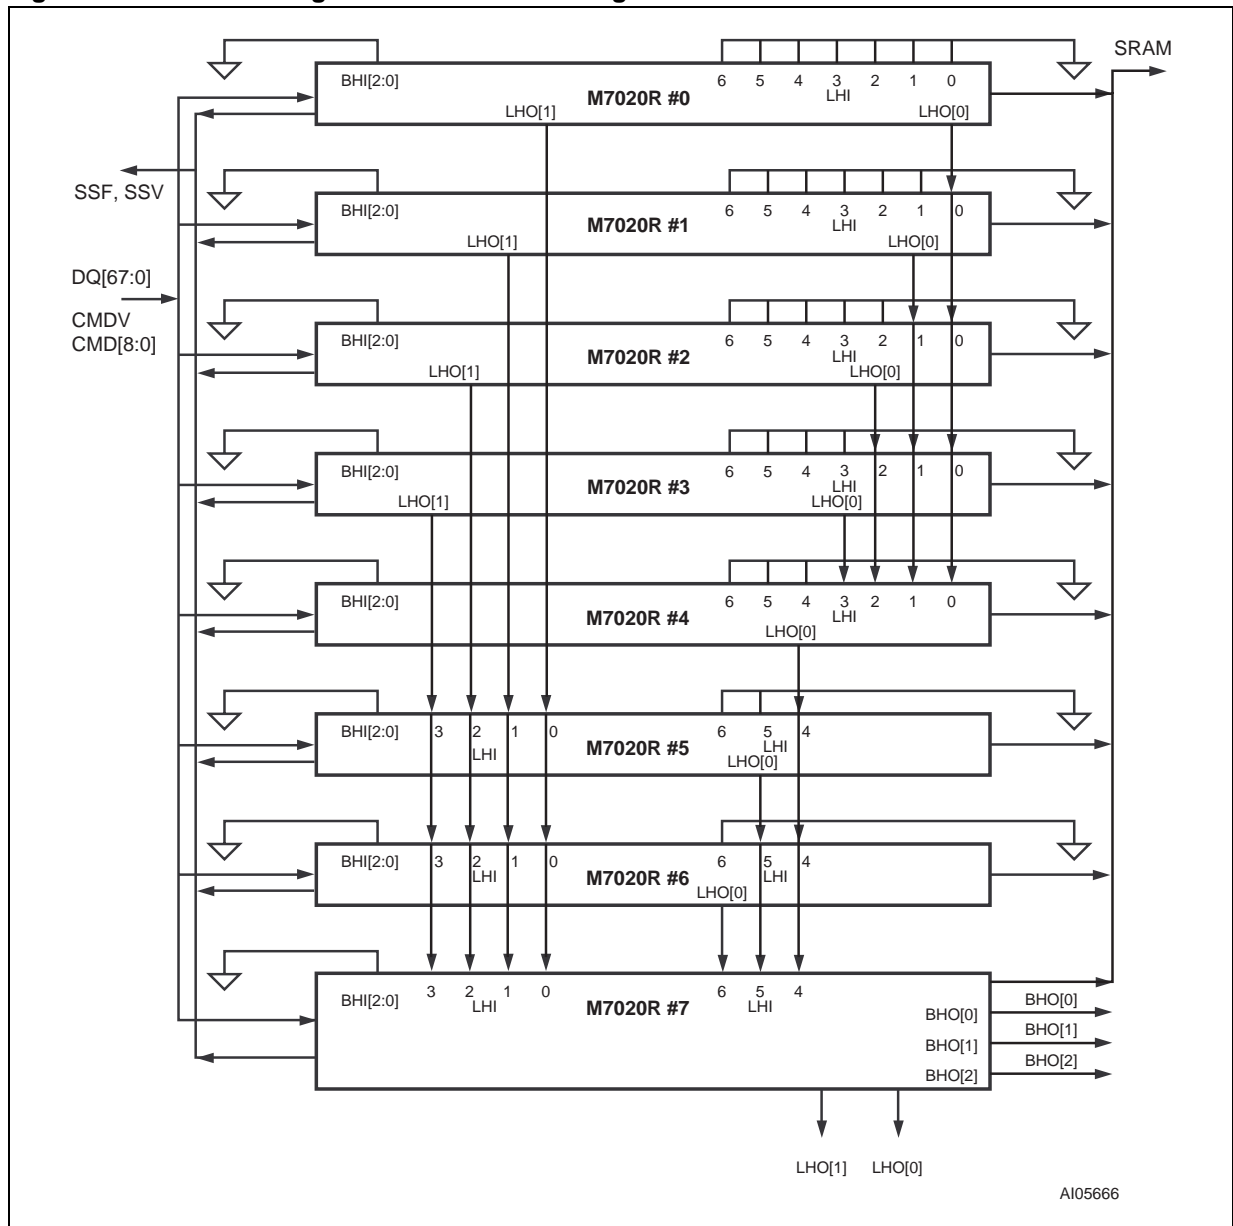 SRAM
BHI[2:0] 6 5 4 3 2 1 0
M7020R #0 LHI
LHO[1] LHO[0]
SSF, SSV
BHI[2:0] 6 5 4 3 2 1 0
M7020R #1 LHI
LHO[1] LHO[0]
DQ[67:0]
CMDV
CMD[8:0]
BHI[2:0] 6 5 4 3 2 1 0
M7020R #2 LHI
LHO[1] LHO[0]
BHI[2:0] 6 5 4 3 2 1 0
M7020R #3 LHI
LHO[1] LHO[0]
BHI[2:0] 6 5 4 3 2 1 0
M7020R #4 LHI
LHO[0]
BHI[2:0] 3 2 1 0 6 5 4
LHI M7020R #5 LHI
LHO[0]
BHI[2:0] 3 2 1 0 6 5 4
LHI M7020R #6 LHI
LHO[0]
BHI[2:0] 3 2 1 0 6 5 4
LHI M7020R #7 LHI
BHO[0] BHO[0]
BHO[1] BHO[1]
BHO[2] BHO[2]
LHO[1] LHO[0]
AI05666